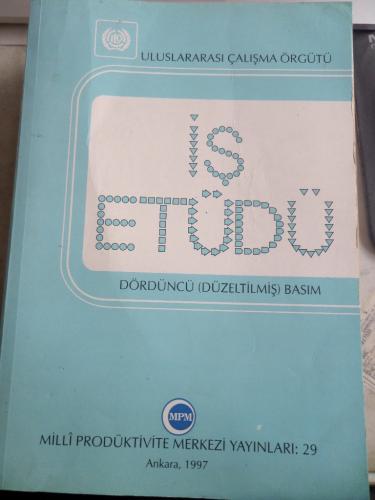 ULUSLARARASI ÇALIŞMA ÖRGÜTÜ
İŞ
ETÜDÜ
DÖRDÜNCÜ (DÜZELTİLMİŞ) BASIM
MPM
MİLLÎ PRODÜKTİVİTE MERKEZİ YAYINLARI: 29
Ankara, 1997